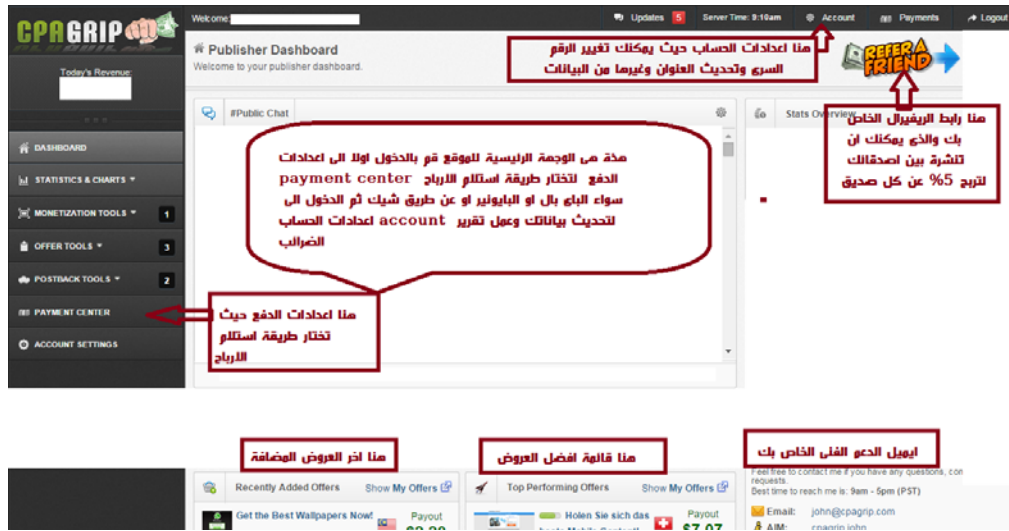 CPAGRIP
Welcome:
Updates 5
Server Time: 9:10am
Account
Payments
Logout
Today's Revenue:
Publisher Dashboard
Welcome to your publisher dashboard.
هنا اعدادات الحساب حيث يمكنك تغيير الرقم
السرى وتحديث العنوان وغيرها من البيانات
REFER A
FRIEND
#Public Chat
Stats Overview
هنا رابط الريفيرال الخاص
بك والذى يمكنك ان
تنشرة بين اصدقائك
لتربح 5% عن كل صديق
DASHBOARD
STATISTICS & CHARTS
MONETIZATION TOOLS 1
OFFER TOOLS 3
POSTBACK TOOLS 2
PAYMENT CENTER
ACCOUNT SETTINGS
هذة هى الوجهة الرئيسية للموقع قم بالدخول اولا الى اعدادات
الدفع لتختار طريقة استلام الارباح payment center
سواء الباى بال او البايونير او عن طريق شيك ثم الدخول الى
لتحديث بياناتك وعمل تقرير account اعدادات الحساب
الضرائب
هنا اعدادات الدفع حيث
تختار طريقة استلام
الارباح
هنا اخر العروض المضافة
هنا قائمة افضل العروض
ايميل الدعم الفنى الخاص بك
Recently Added Offers
Show My Offers
Top Performing Offers
Show My Offers
Feel free to contact me if you have any questions,
requests.
Best time to reach me is: 9am - 5pm (PST)
Get the Best Wallpapers Now!
Payout
Holen Sie sich das
Payout
$7.07
Email: john@cpagrip.com
AIM: cpagrip.john